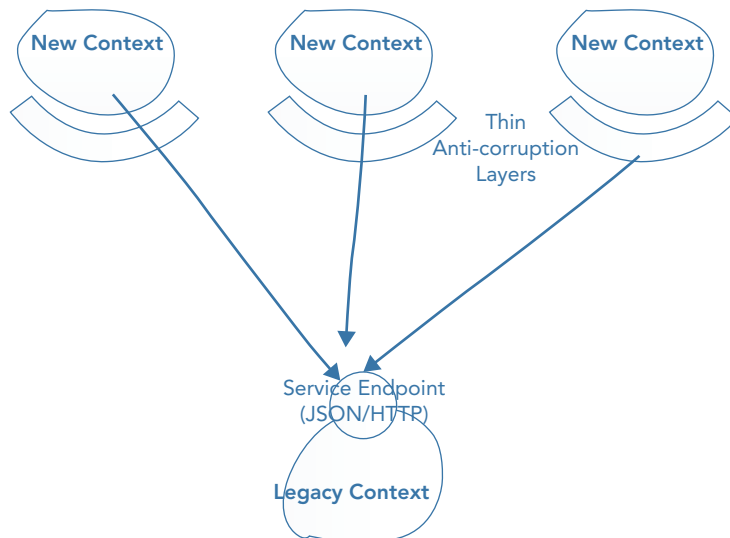 New Context
New Context
New Context
Thin
Anti-corruption
Layers
Service Endpoint
(JSON/HTTP)
Legacy Context